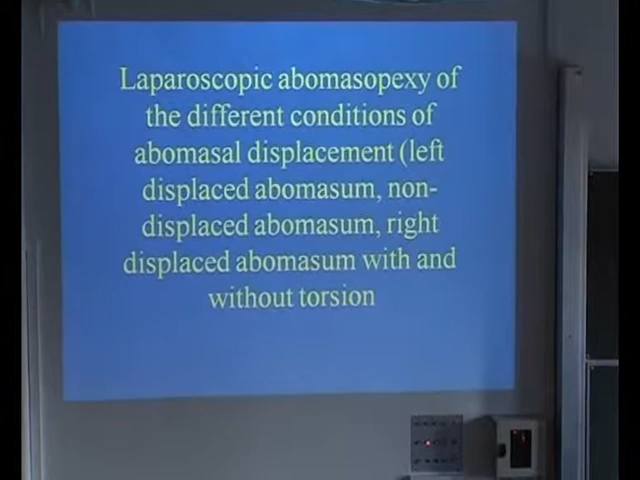 Laparoscopic abomasopexy of
the different conditions of
abomasal displacement (left
displaced abomasum, non-
displaced abomasum, right
displaced abomasum with and
without torsion